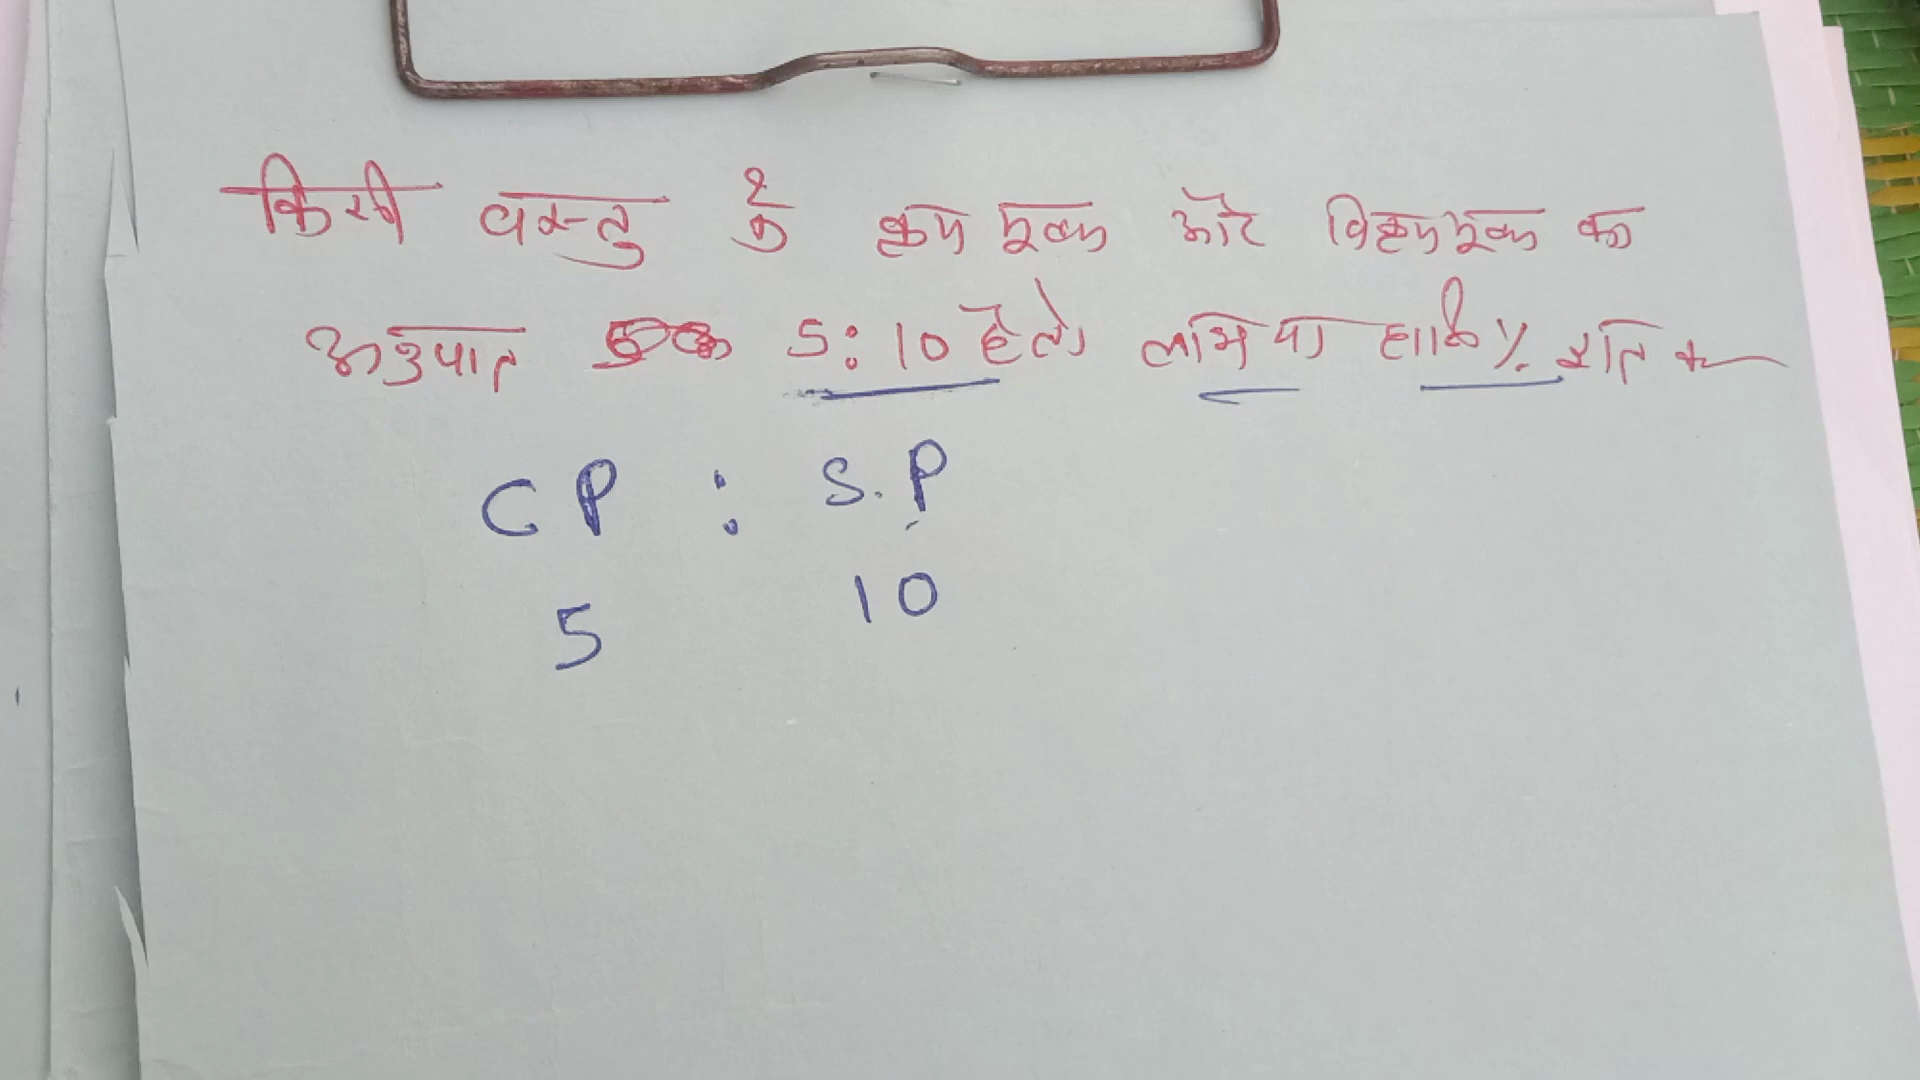 किसी वस्तु के क्रय मूल्य और विक्रय मूल्य का
अनुपात 5:10 है तो लाभ या हानि % ज्ञात करे
CP : S.P
5 10